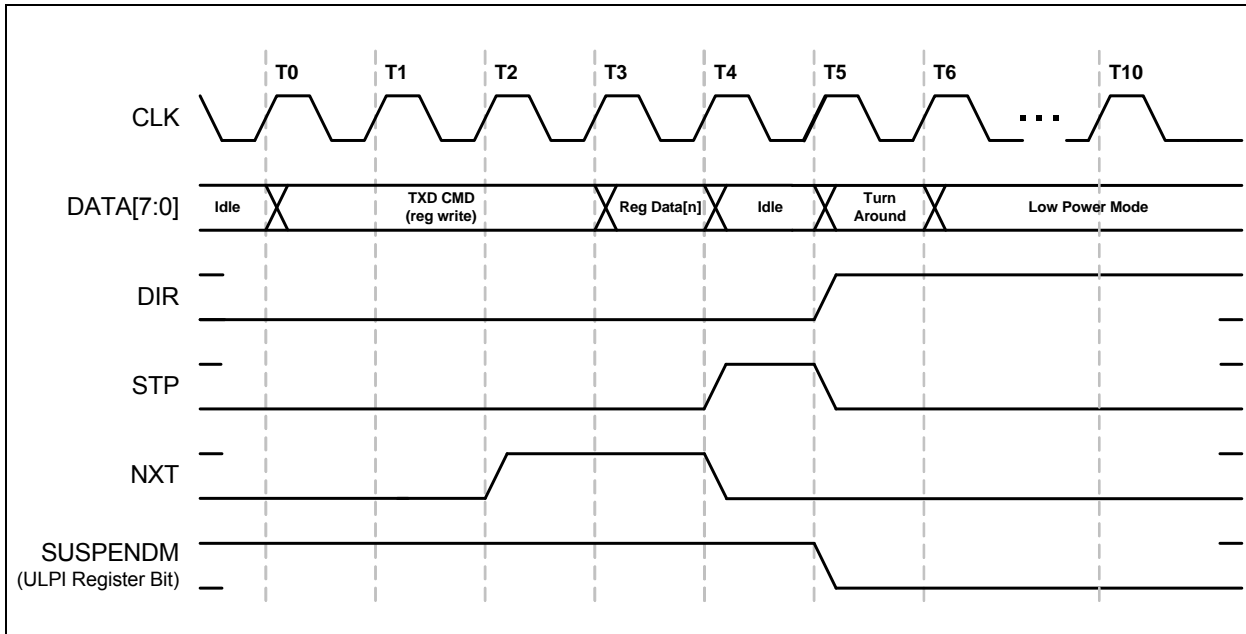 T0 T1 T2 T3 T4 T5 T6 T10
CLK
...
DATA[7:0] Idle TXD CMD Reg Data[n] Idle Turn Low Power Mode
(reg write) Around
DIR
STP
NXT
SUSPENDM
(ULPI Register Bit)